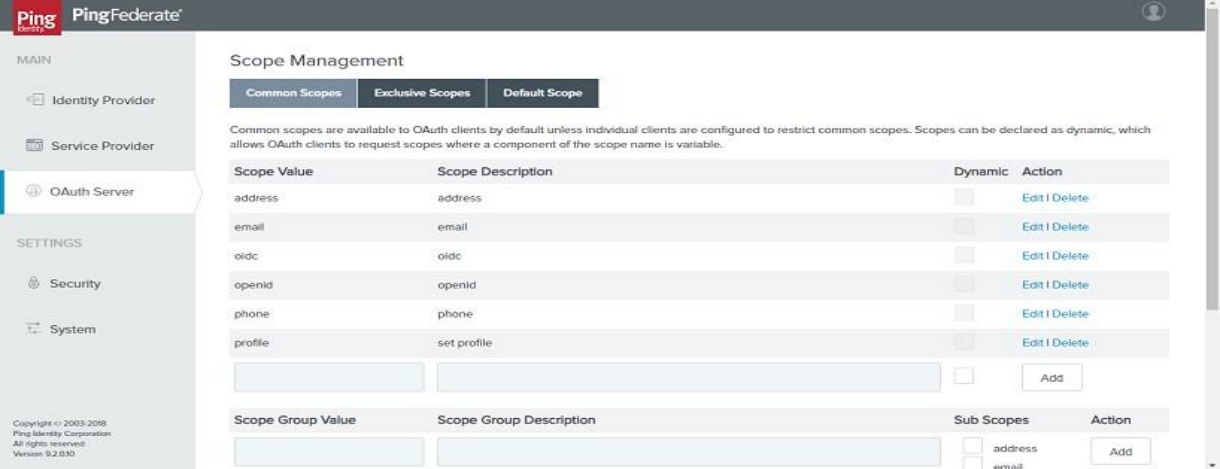 Ping
Identity.
PingFederate®
MAIN
Identity Provider
Service Provider
OAuth Server
SETTINGS
Security
System
Copyright © 2003-2018
Ping Identity Corporation
All rights reserved
Version 9.2.0.10
Scope Management
Common Scopes Exclusive Scopes Default Scope
Common scopes are available to OAuth clients by default unless individual clients are configured to restrict common scopes. Scopes can be declared as dynamic, which
allows OAuth clients to request scopes where a component of the scope name is variable.
Scope Value Scope Description Dynamic Action
address address Edit | Delete
email email Edit | Delete
oidc oidc Edit | Delete
openid openid Edit | Delete
phone phone Edit | Delete
profile set profile Edit | Delete
Add
Scope Group Value Scope Group Description Sub Scopes Action
address Add
email